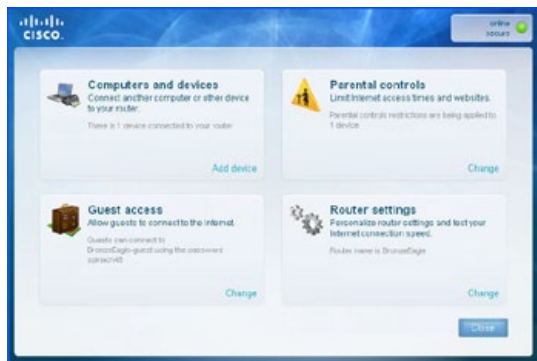 CISCO.
online
secure
Computers and devices
Connect another computer or other device
to your router.
There is 1 device connected to your router
Add device
Parental controls
Limit Internet access times and websites.
Parental controls restrictions are being applied to
1 device
Change
Guest access
Allow guests to connect to the Internet.
Guests can connect to
BronzeEagle-guest using the password
Change
Router settings
Personalize router settings and test your
Internet connection speed.
Router name is BronzeEagle
Change
Close